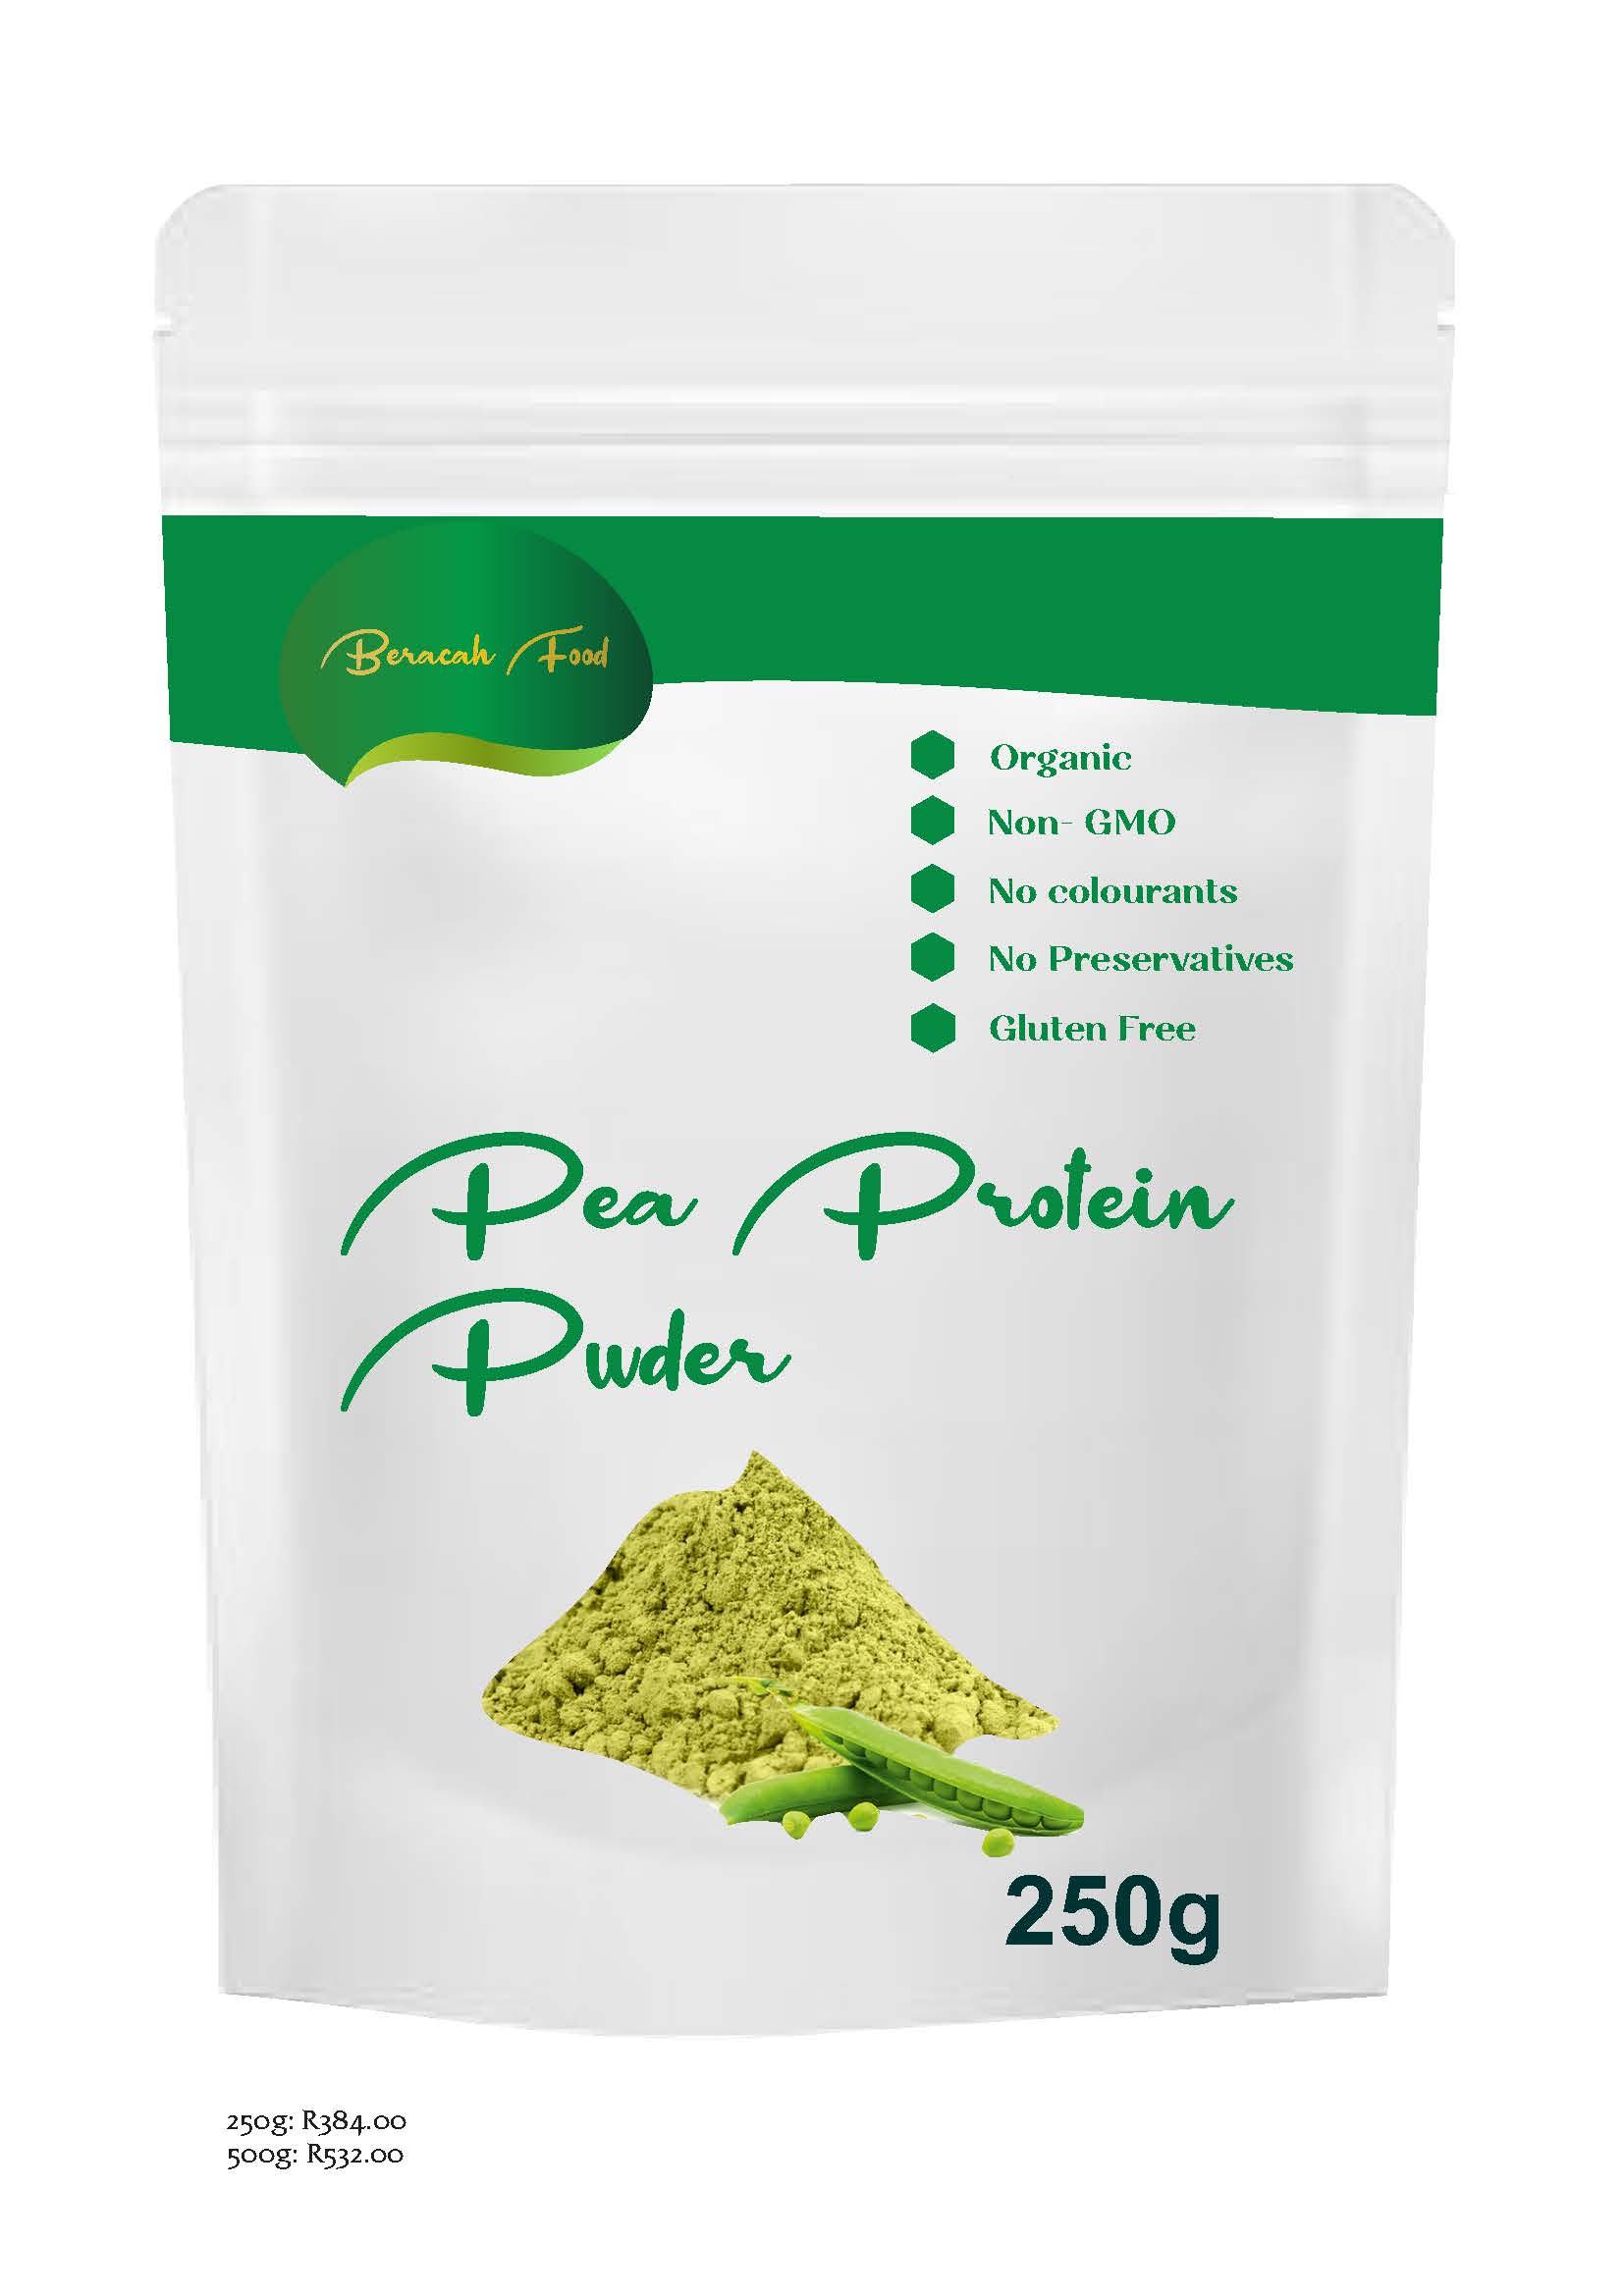 Beracah Food
Organic
Non- GMO
No colourants
No Preservatives
Gluten Free
Pea Protein
Pwder
250g
250g: R384.00
500g: R532.00